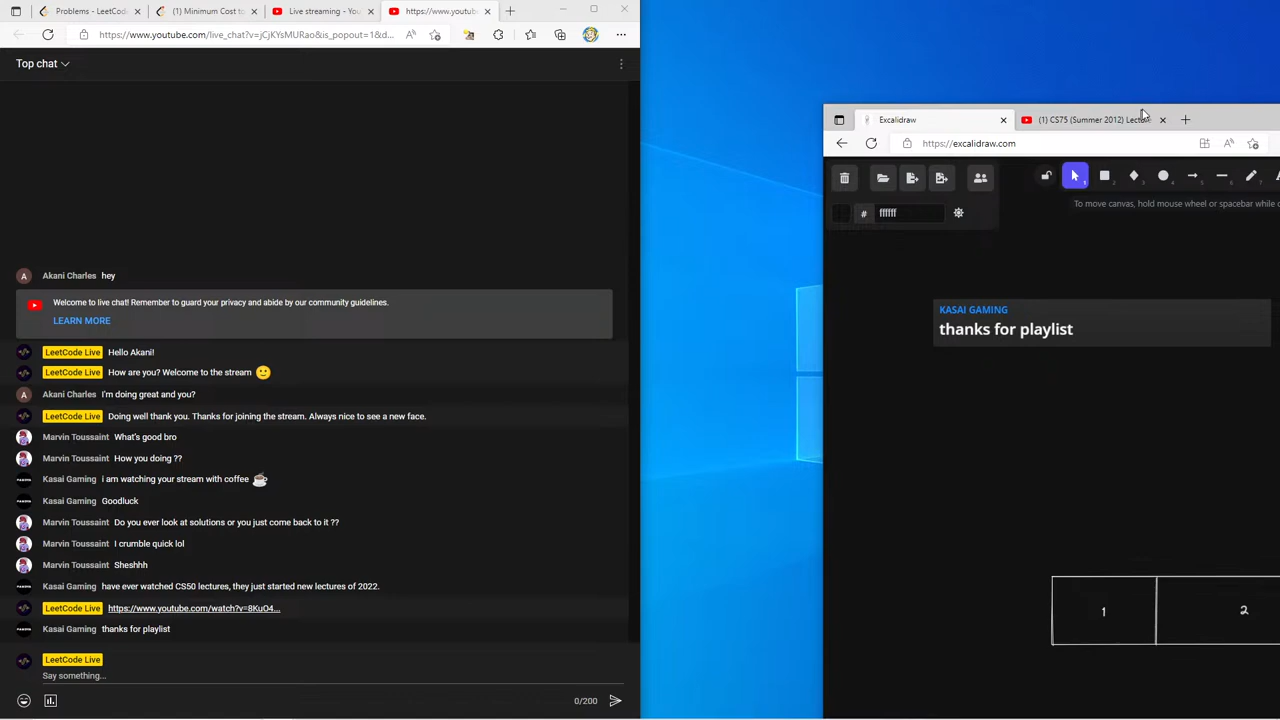 Problems - LeetCod
(1) Minimum Cost to
Live streaming - You
https://www.youtub
https://www.youtube.com/live_chat?v=jCjKYsMURao&is_popout=1&d...
Top chat
Akani Charles hey
Welcome to live chat! Remember to guard your privacy and abide by our community guidelines.
LEARN MORE
LeetCode Live Hello Akani!
LeetCode Live How are you? Welcome to the stream
Akani Charles I'm doing great and you?
LeetCode Live Doing well thank you. Thanks for joining the stream. Always nice to see a new face.
Marvin Toussaint What's good bro
Marvin Toussaint How you doing ??
Kasai Gaming i am watching your stream with coffee
Kasai Gaming Goodluck
Marvin Toussaint Do you ever look at solutions or you just come back to it ??
Marvin Toussaint I crumble quick lol
Marvin Toussaint Sheshhh
Kasai Gaming have ever watched CS50 lectures, they just started new lectures of 2022.
LeetCode Live https://www.youtube.com/watch?v=8KuO4...
Kasai Gaming thanks for playlist
LeetCode Live
Say something...
0/200
Excalidraw
(1) CS75 (Summer 2012) Lectu
https://excalidraw.com
To move canvas, hold mouse wheel or spacebar while d
# ffffff
KASAI GAMING
thanks for playlist
1
2